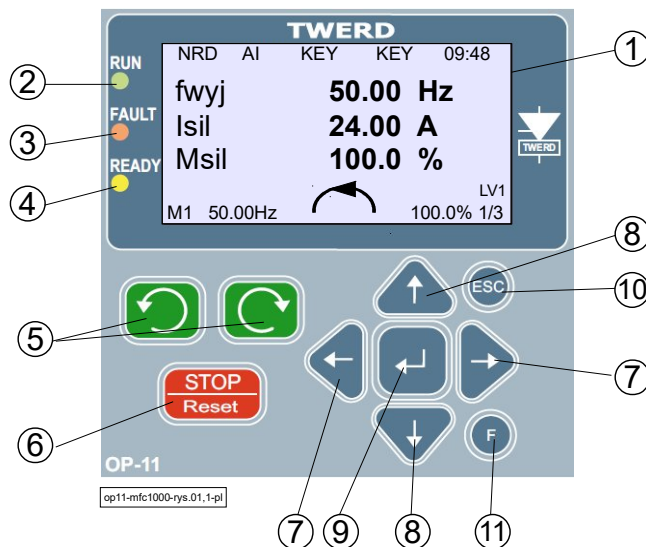 TWERD
NRD AI KEY KEY 09:48
①
RUN
②
fwyj 50.00 Hz
FAULT
③
Isil 24.00 A
TWERD
READY
④
Msil 100.0 %
LV1
M1 50.00Hz 100.0% 1/3
⑧
ESC
⑩
⑤
⑦
STOP
Reset
⑥
F
OP-11
op11-mfc1000-rys.01,1-pl
⑦ ⑨ ⑧ ⑪